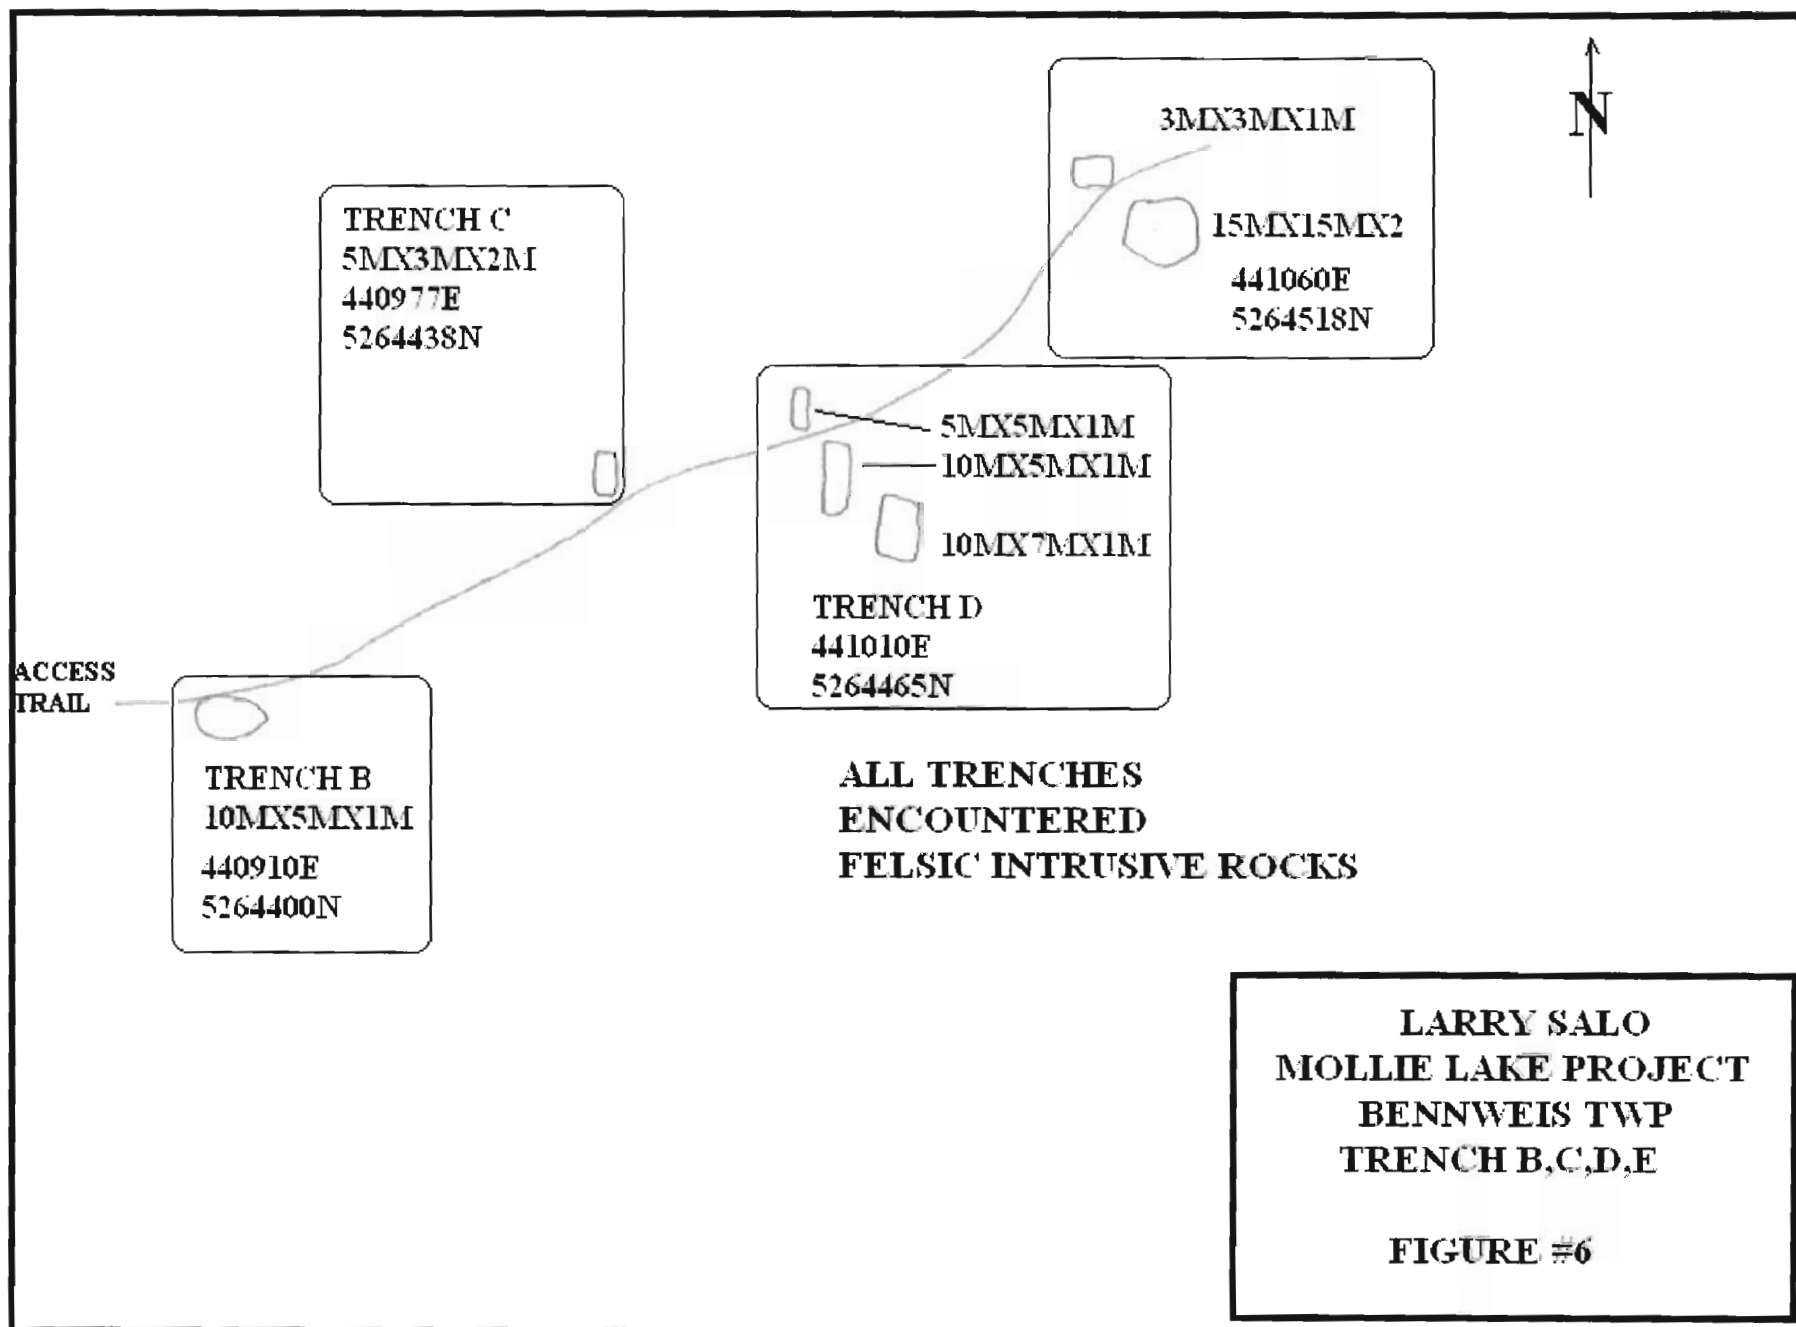 N
3MX3MX1M
15MX15MX2
441060E
5264518N
TRENCH C
5MX3MX2M
440977E
5264438N
5MX5MX1M
10MX5MX1M
10MX7MX1M
TRENCH D
441010E
5264465N
ACCESS
TRAIL
TRENCH B
10MX5MX1M
440910E
5264400N
ALL TRENCHES
ENCOUNTERED
FELSIC INTRUSIVE ROCKS
LARRY SALO
MOLLIE LAKE PROJECT
BENNWEIS TWP
TRENCH B,C,D,E
FIGURE #6